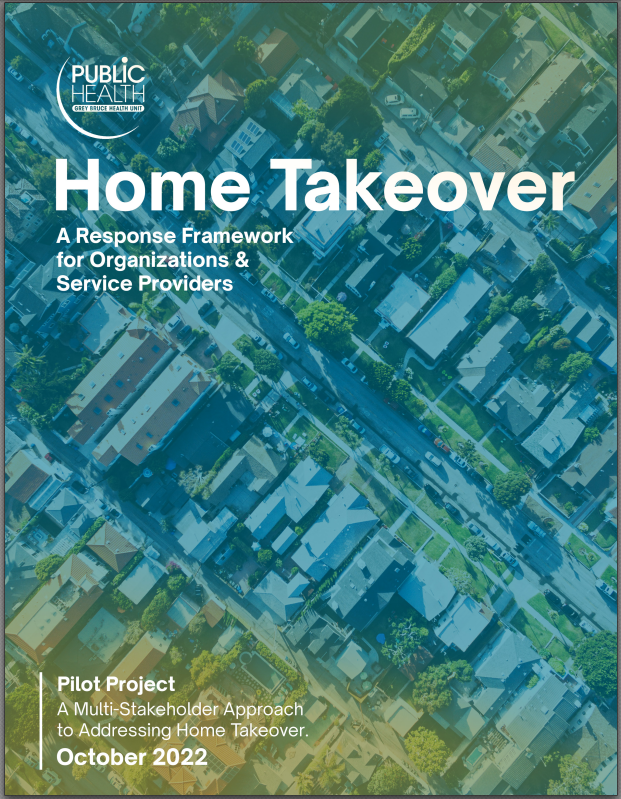 PUBLIC
HEALTH
GREY BRUCE HEALTH UNIT
Home Takeover
A Response Framework
for Organizations &
Service Providers
Pilot Project
A Multi-Stakeholder Approach
to Addressing Home Takeover.
October 2022